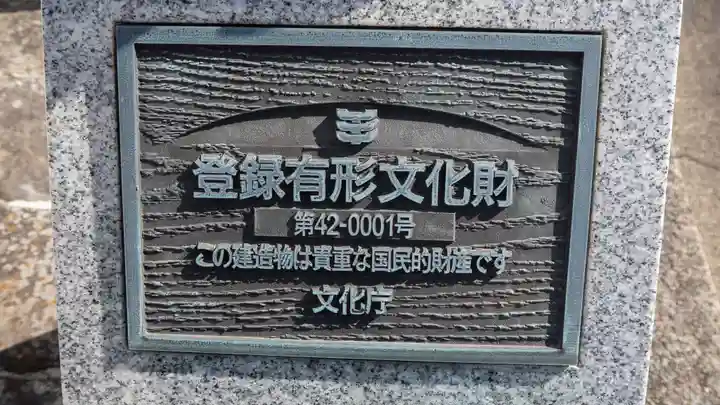 登録有形文化財
第42-0001号
この建造物は貴重な国民的財産です
文化庁